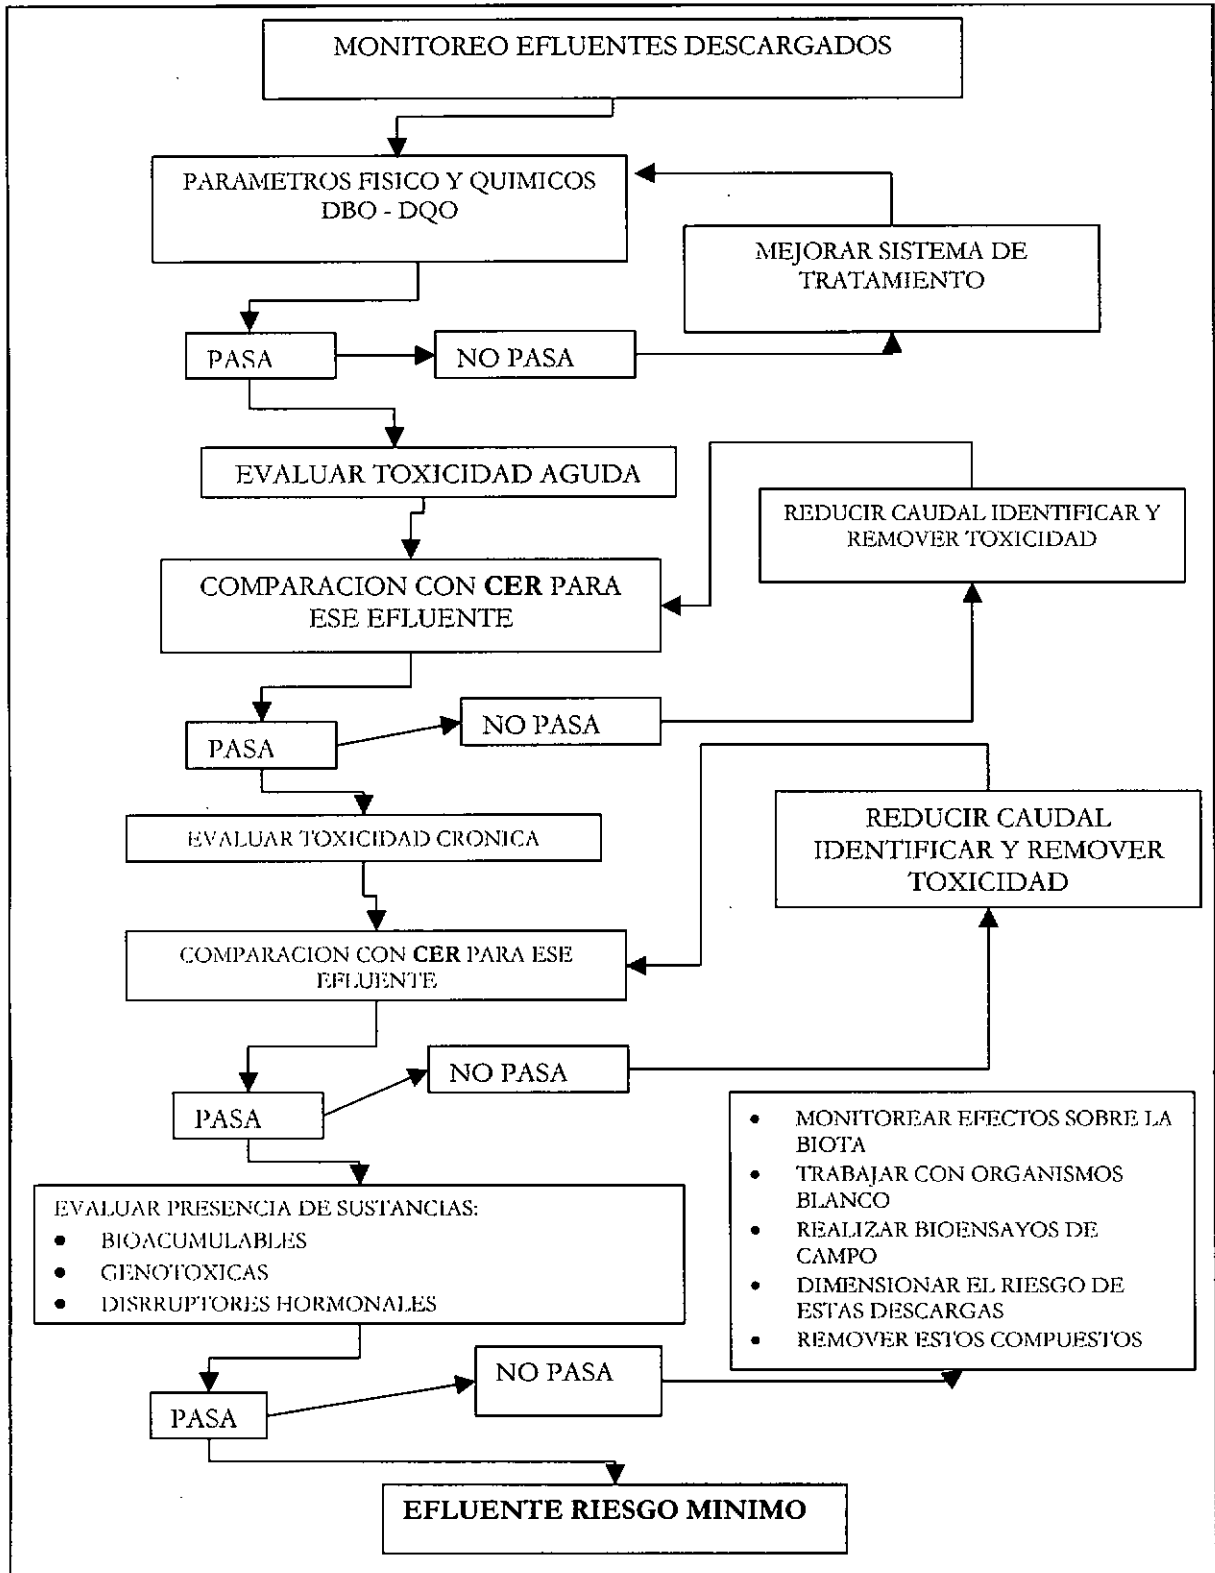 MONITOREO EFLUENTES DESCARGADOS
PARAMETROS FISICO Y QUIMICOS
DBO - DQO
MEJORAR SISTEMA DE
TRATAMIENTO
PASA
NO PASA
EVALUAR TOXICIDAD AGUDA
REDUCIR CAUDAL IDENTIFICAR Y
REMOVER TOXICIDAD
COMPARACION CON CER PARA
ESE EFLUENTE
PASA
NO PASA
EVALUAR TOXICIDAD CRONICA
REDUCIR CAUDAL
IDENTIFICAR Y REMOVER
TOXICIDAD
COMPARACION CON CER PARA ESE
EFLUENTE
PASA
NO PASA
EVALUAR PRESENCIA DE SUSTANCIAS:
• BIOACUMULABLES
• GENOTOXICAS
• DISRRUPTORES HORMONALES
• MONITOREAR EFECTOS SOBRE LA
BIOTA
• TRABAJAR CON ORGANISMOS
BLANCO
• REALIZAR BIOENSAYOS DE
CAMPO
• DIMENSIONAR EL RIESGO DE
ESTAS DESCARGAS
• REMOVER ESTOS COMPUESTOS
PASA
NO PASA
EFLUENTE RIESGO MINIMO